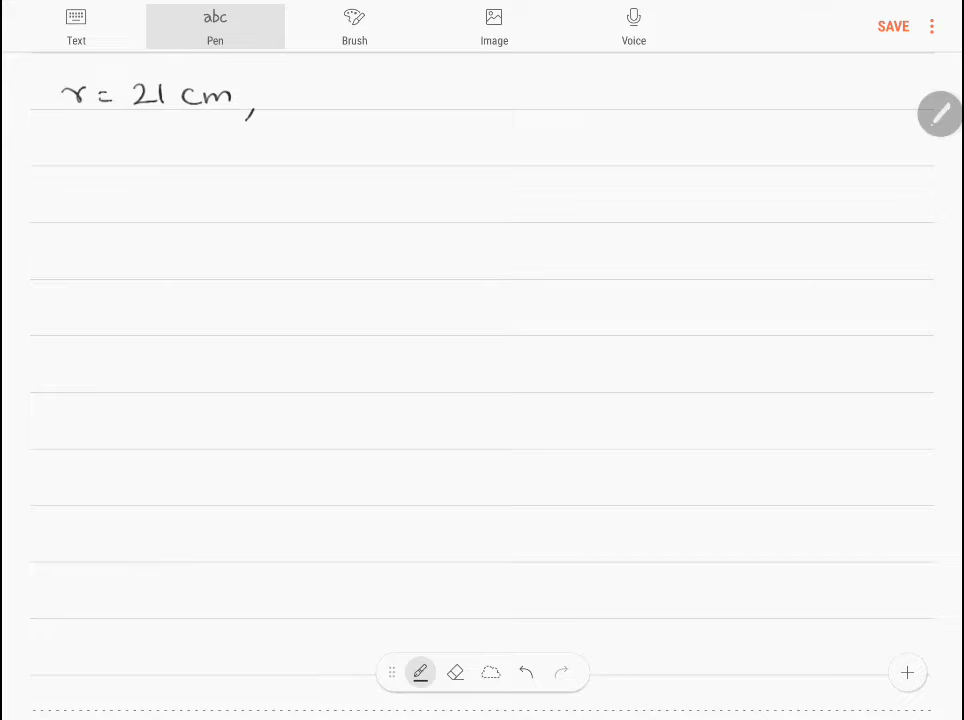 Text
abc
Pen
Brush
Image
Voice
SAVE
r = 21 cm,